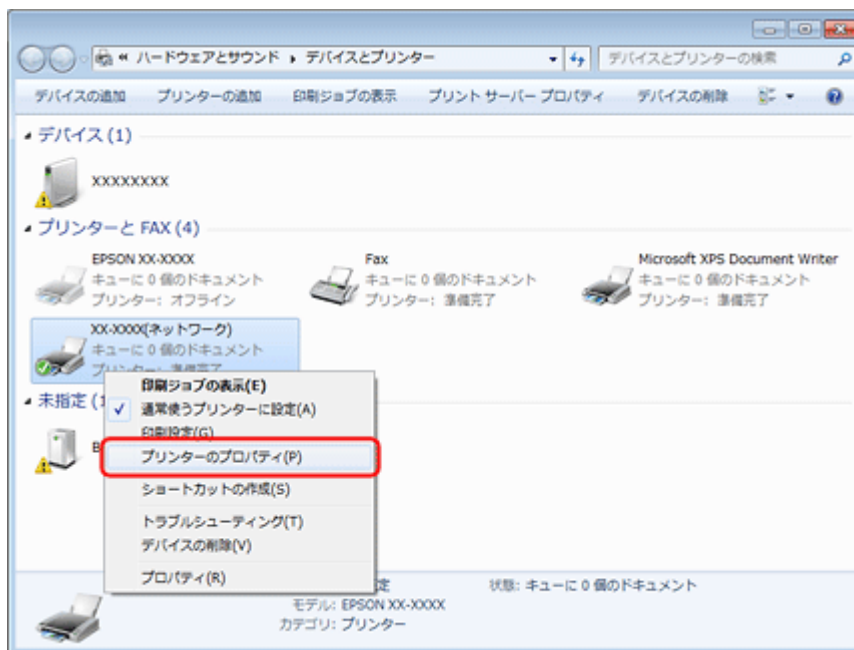 ハードウェアとサウンド ▸ デバイスとプリンター
デバイスとプリンターの検索
デバイスの追加 プリンターの追加 印刷ジョブの表示 プリント サーバー プロパティ デバイスの削除
デバイス (1)
XXXXXXXX
プリンターと FAX (4)
EPSON XX-XXXX
キューに 0 個のドキュメント
プリンター: オフライン
Fax
キューに 0 個のドキュメント
プリンター: 準備完了
Microsoft XPS Document Writer
キューに 0 個のドキュメント
プリンター: 準備完了
XX-XXXX(ネットワーク)
キューに 0 個のドキュメント
プリンター: 準備完了
未指定 (1
B
印刷ジョブの表示(E)
通常使うプリンターに設定(A)
印刷設定(G)
プリンターのプロパティ(P)
ショートカットの作成(S)
トラブルシューティング(T)
デバイスの削除(V)
プロパティ(R)
定
状態: キューに 0 個のドキュメント
モデル: EPSON XX-XXXX
カテゴリ: プリンター